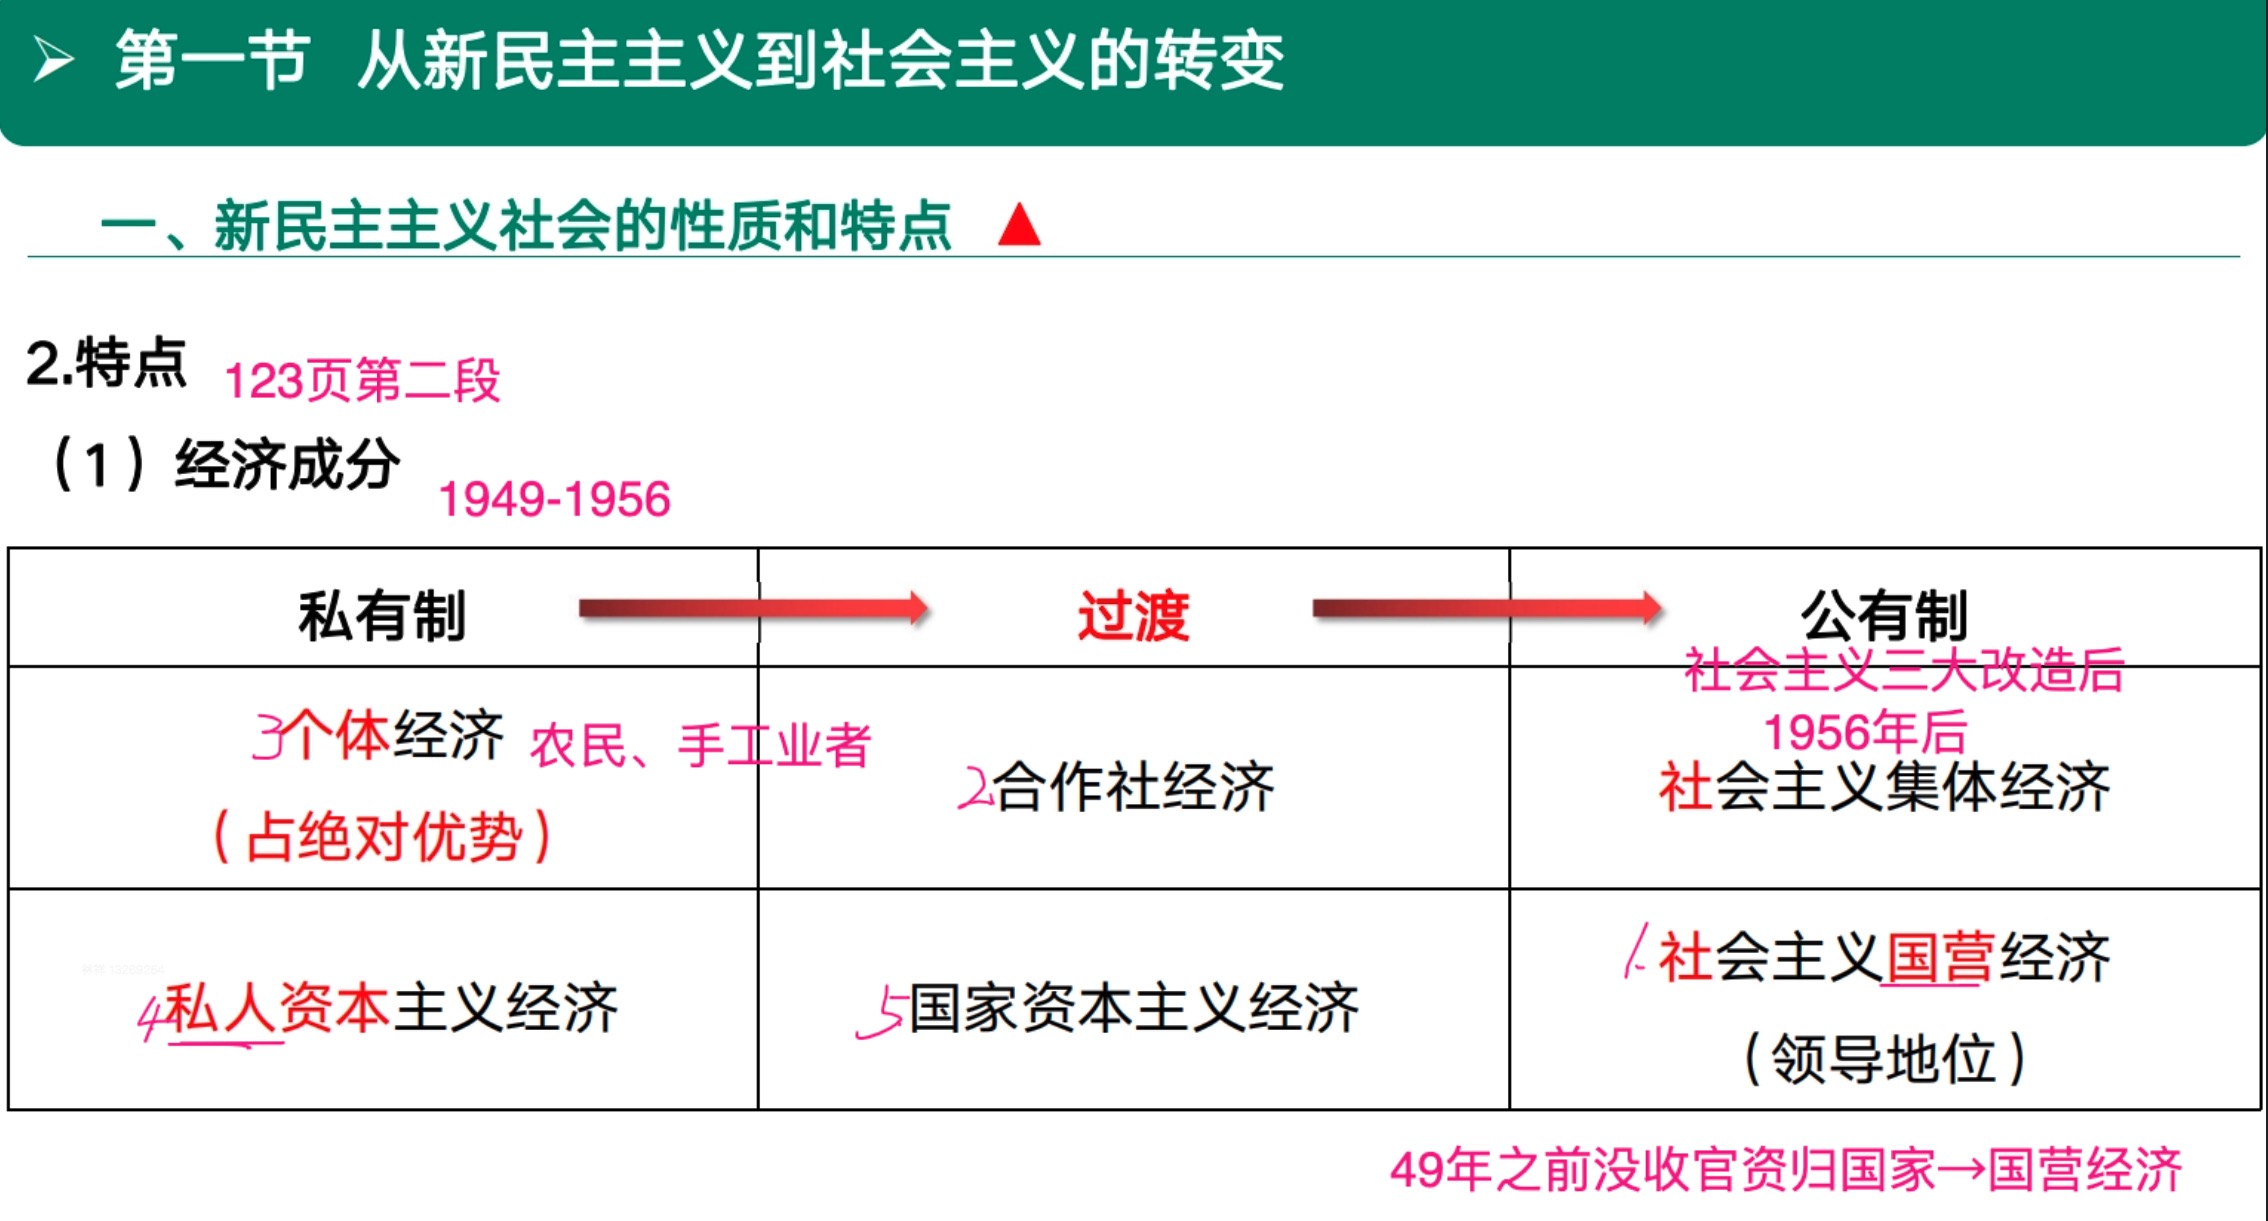 第一节 从新民主主义到社会主义的转变
一、新民主主义社会的性质和特点
2.特点 123页第二段
（1）经济成分 1949-1956
私有制 过渡 公有制
社会主义三大改造后
1956年后
3个体经济 农民、手工业者
（占绝对优势）
2合作社经济
社会主义集体经济
4私人资本主义经济
5国家资本主义经济
1.社会主义国营经济
（领导地位）
49年之前没收官资归国家→国营经济